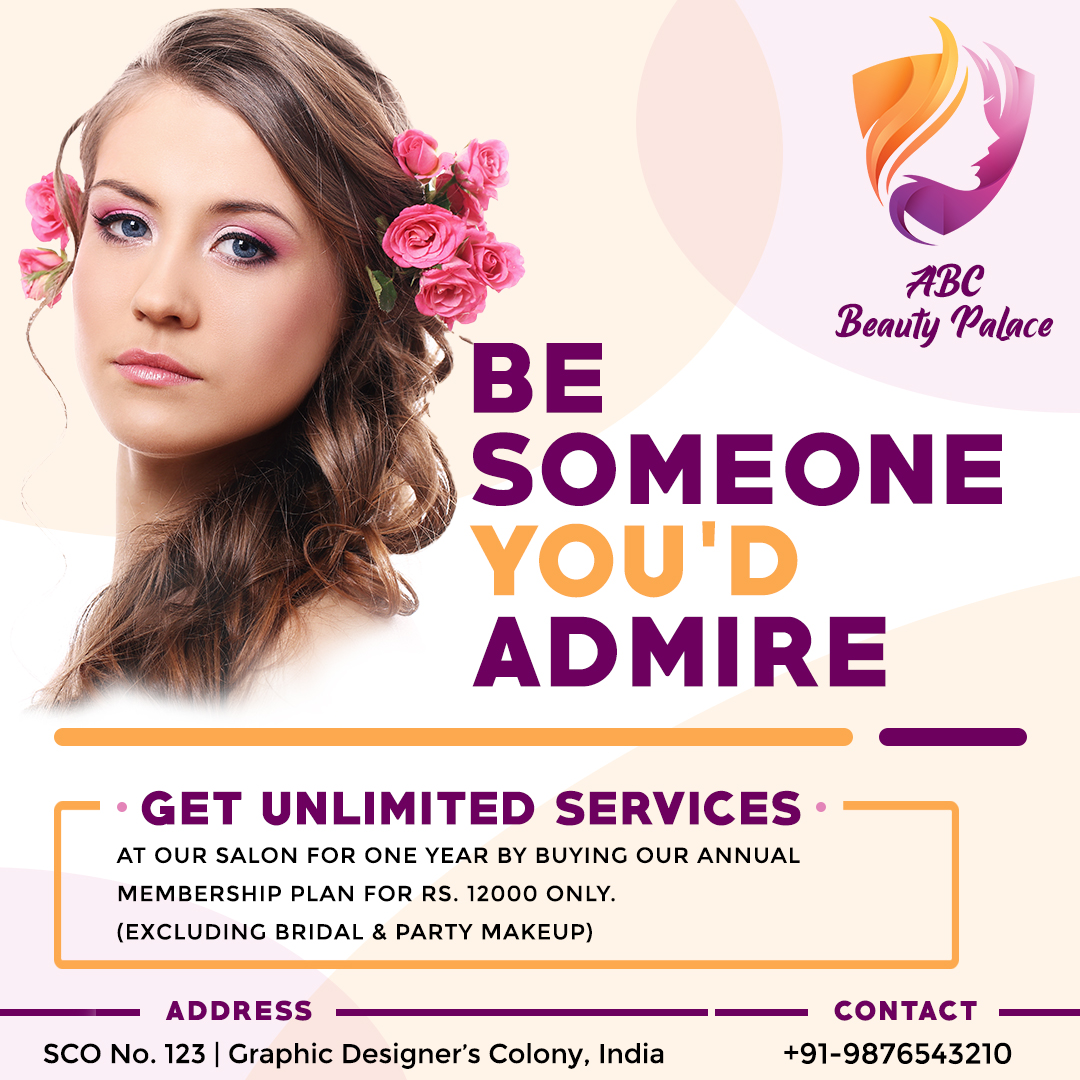 ABC
Beauty Palace
BE
SOMEONE
YOU'D
ADMIRE
• GET UNLIMITED SERVICES •
AT OUR SALON FOR ONE YEAR BY BUYING OUR ANNUAL
MEMBERSHIP PLAN FOR RS. 12000 ONLY.
(EXCLUDING BRIDAL & PARTY MAKEUP)
ADDRESS
SCO No. 123 | Graphic Designer’s Colony, India
CONTACT
+91-9876543210